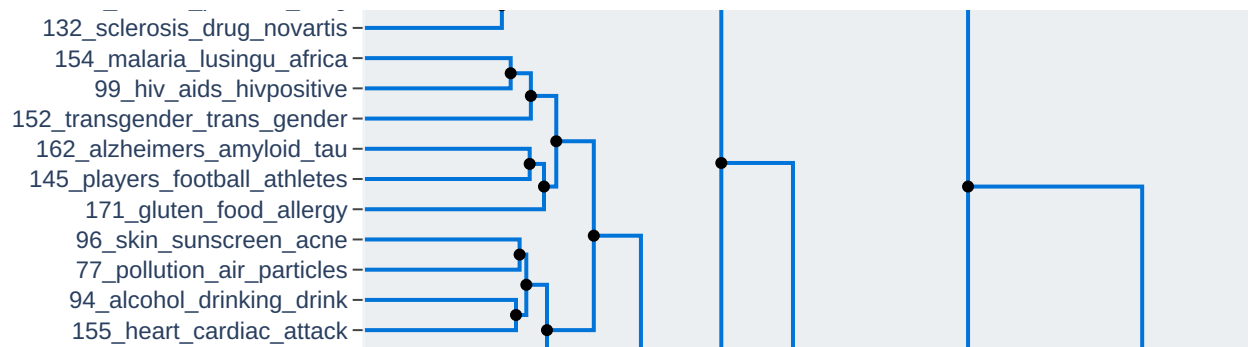 132_sclerosis_drug_novartis
154_malaria_lusingu_africa
99_hiv_aids_hivpositive
152_transgender_trans_gender
162_alzheimers_amyloid_tau
145_players_football_athletes
171_gluten_food_allergy
96_skin_sunscreen_acne
77_pollution_air_particles
94_alcohol_drinking_drink
155_heart_cardiac_attack